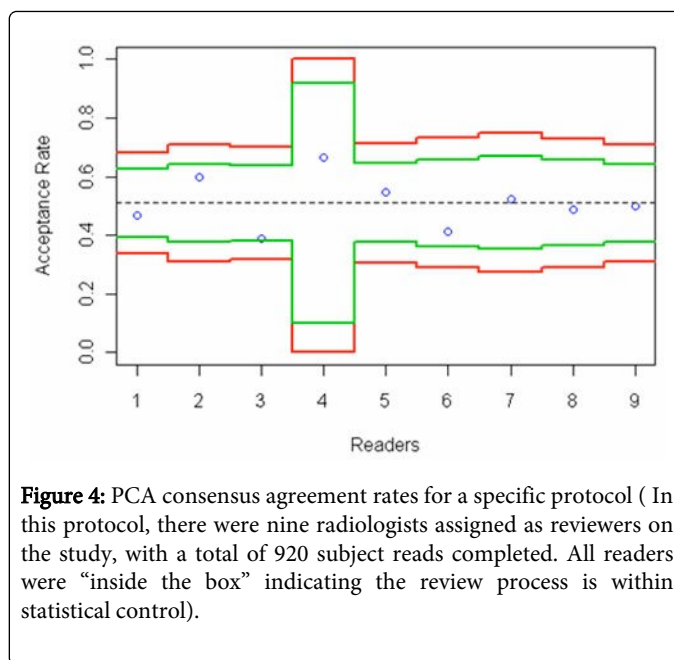 1.0
0.8
0.6
0.4
0.2
0.0
Acceptance Rate
1 2 3 4 5 6 7 8 9
Readers
Figure 4: PCA consensus agreement rates for a specific protocol ( In
this protocol, there were nine radiologists assigned as reviewers on
the study, with a total of 920 subject reads completed. All readers
were “inside the box” indicating the review process is within
statistical control).